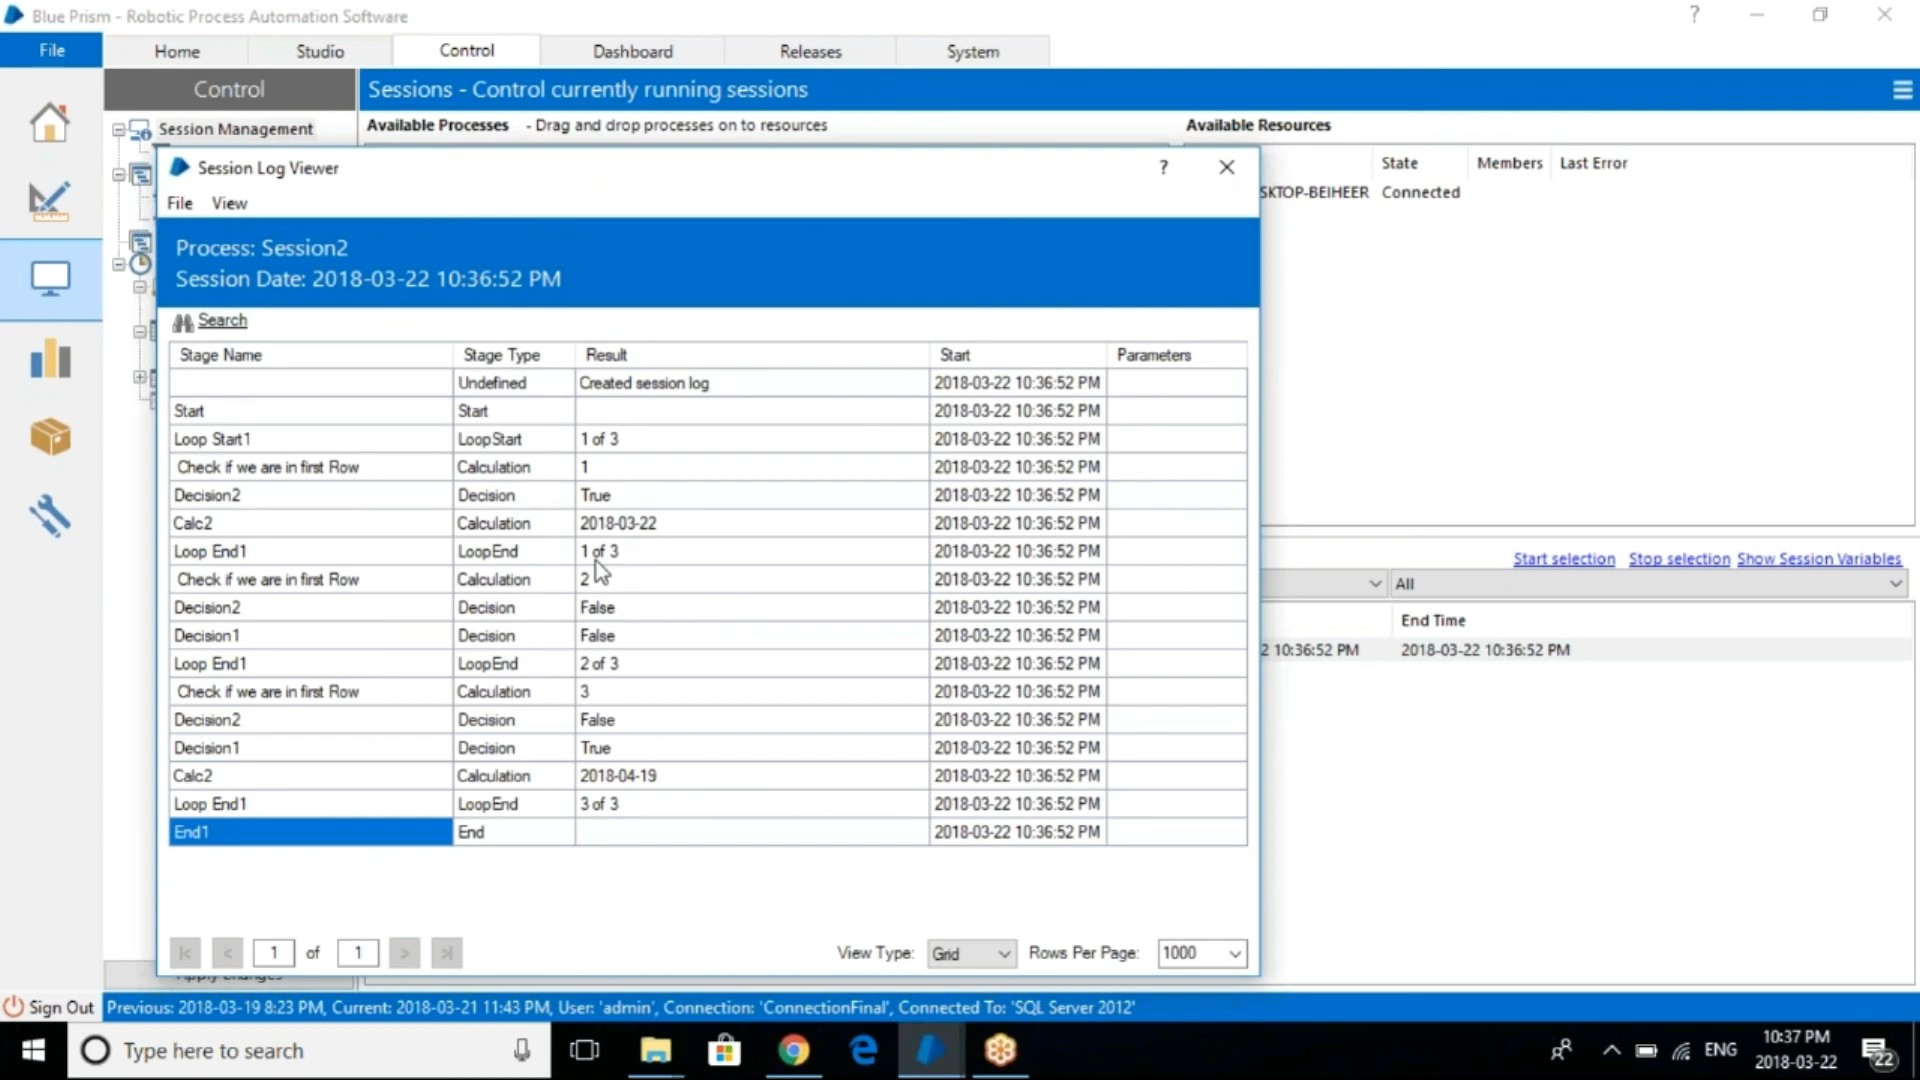 Blue Prism - Robotic Process Automation Software
?
File
Home
Studio
Control
Dashboard
Releases
System
Control
Sessions - Control currently running sessions
Session Management
Available Processes - Drag and drop processes on to resources
Available Resources
State Members Last Error
SKTOP-BEIHEER Connected
Session Log Viewer
?
File View
Process: Session2
Session Date: 2018-03-22 10:36:52 PM
Search
Stage Name Stage Type Result Start Parameters
Undefined Created session log 2018-03-22 10:36:52 PM
Start Start 2018-03-22 10:36:52 PM
Loop Start1 LoopStart 1 of 3 2018-03-22 10:36:52 PM
Check if we are in first Row Calculation 1 2018-03-22 10:36:52 PM
Decision2 Decision True 2018-03-22 10:36:52 PM
Calc2 Calculation 2018-03-22 2018-03-22 10:36:52 PM
Loop End1 LoopEnd 1 of 3 2018-03-22 10:36:52 PM
Check if we are in first Row Calculation 2 2018-03-22 10:36:52 PM
Decision2 Decision False 2018-03-22 10:36:52 PM
Decision1 Decision False 2018-03-22 10:36:52 PM
Loop End1 LoopEnd 2 of 3 2018-03-22 10:36:52 PM
Check if we are in first Row Calculation 3 2018-03-22 10:36:52 PM
Decision2 Decision False 2018-03-22 10:36:52 PM
Decision1 Decision True 2018-03-22 10:36:52 PM
Calc2 Calculation 2018-04-19 2018-03-22 10:36:52 PM
Loop End1 LoopEnd 3 of 3 2018-03-22 10:36:52 PM
End1 End 2018-03-22 10:36:52 PM
1 of 1
View Type: Grid Rows Per Page: 1000
Start selection Stop selection Show Session Variables
All
End Time
2 10:36:52 PM 2018-03-22 10:36:52 PM
Sign Out
Previous: 2018-03-19 8:23 PM, Current: 2018-03-21 11:43 PM, User: 'admin', Connection: 'ConnectionFinal', Connected To: 'SQL Server 2012'
Type here to search
ENG
10:37 PM
2018-03-22
22